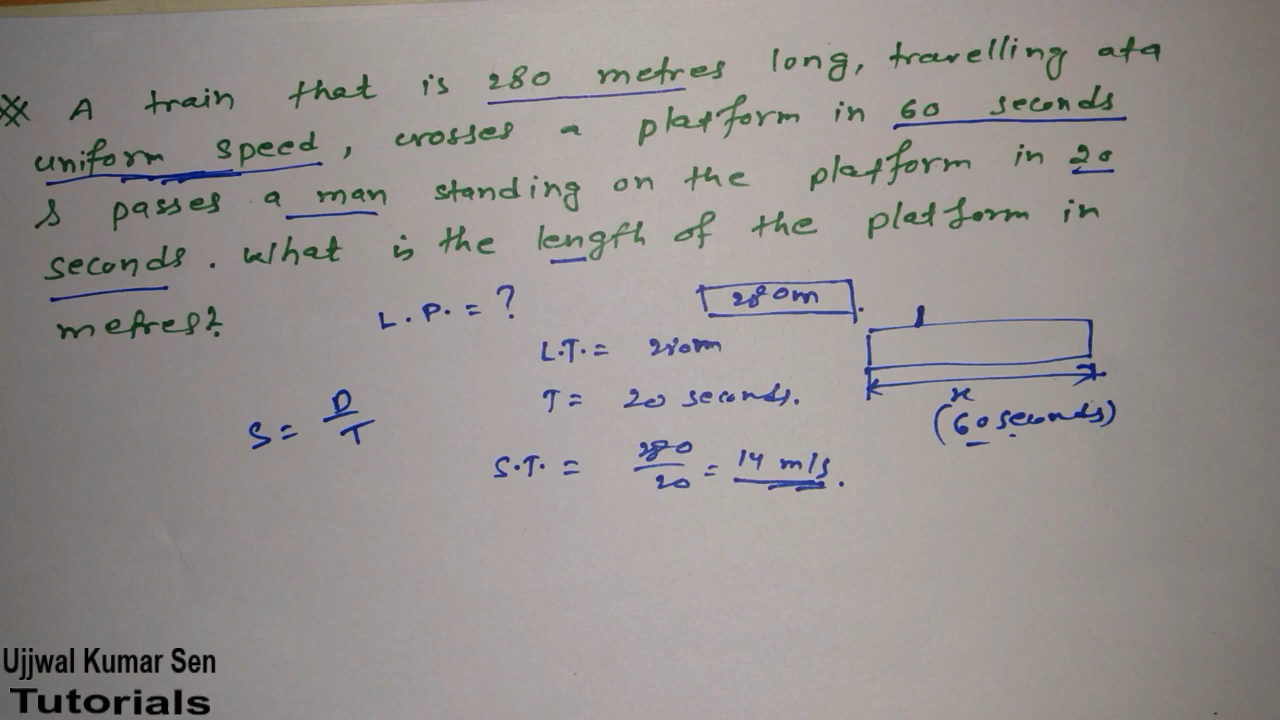 ※ A train that is 280 metres long, travelling at a
uniform speed, crosses a platform in 60 seconds
& passes a man standing on the platform in 20
seconds. What is the length of the platform in
metres?
L.P. = ?
280m
L.T. = 280m
T = 20 seconds.
x
(60 seconds)
S = D/T
S.T. = 280/20 = 14 m/s.
Ujjwal Kumar Sen
Tutorials